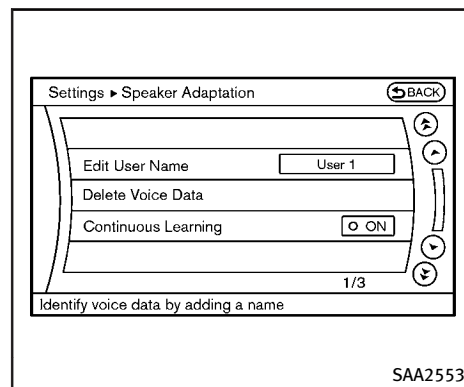 Settings ▸ Speaker Adaptation BACK
Edit User Name User 1
Delete Voice Data
Continuous Learning ON
1/3
Identify voice data by adding a name
SAA2553